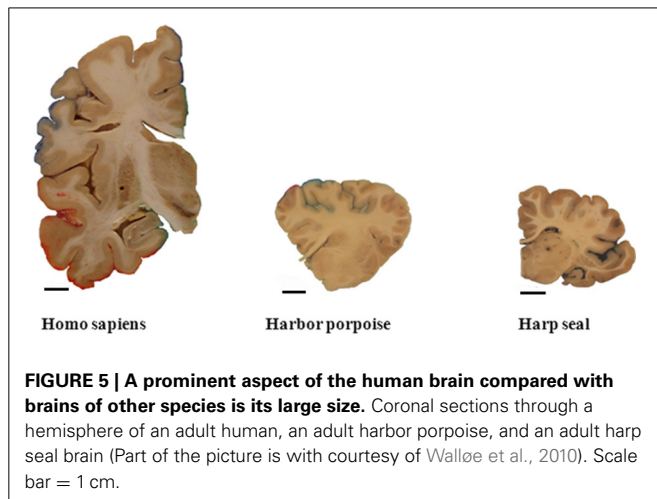 Homo sapiens
Harbor porpoise
Harp seal
FIGURE 5 | A prominent aspect of the human brain compared with
brains of other species is its large size. Coronal sections through a
hemisphere of an adult human, an adult harbor porpoise, and an adult harp
seal brain (Part of the picture is with courtesy of Walløe et al., 2010). Scale
bar = 1 cm.